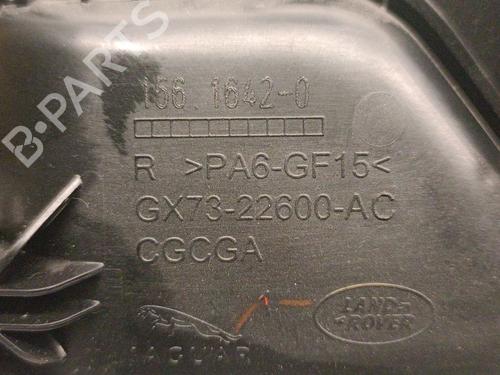 B-PARTS
156.1642-0
R >PA6-GF15<
GX73-22600-AC
CGCGA
JAGUAR
LAND-
ROVER